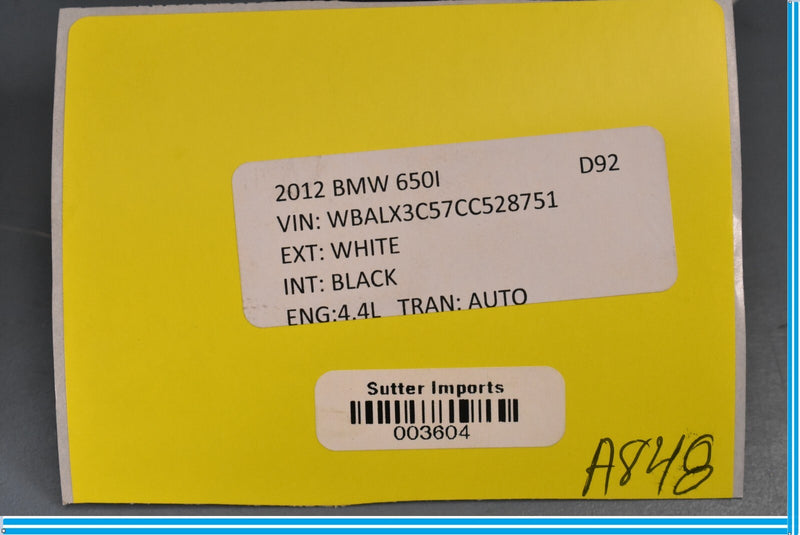 2012 BMW 650I D92
VIN: WBALX3C57CC528751
EXT: WHITE
INT: BLACK
ENG:4.4L TRAN: AUTO
Sutter Imports
003604
A848